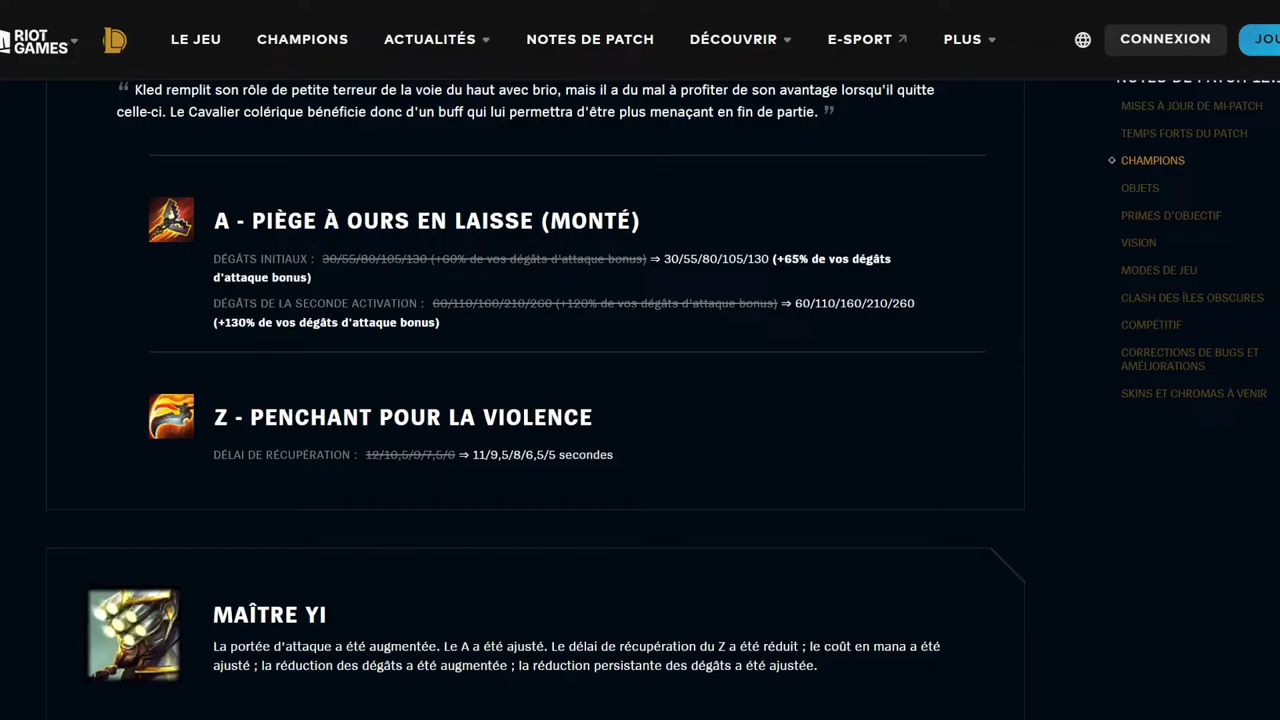 RIOT GAMES
LE JEU CHAMPIONS ACTUALITÉS NOTES DE PATCH DÉCOUVRIR E-SPORT PLUS CONNEXION
“ Kled remplit son rôle de petite terreur de la voie du haut avec brio, mais il a du mal à profiter de son avantage lorsqu'il quitte
celle-ci. Le Cavalier colérique bénéficie donc d'un buff qui lui permettra d'être plus menaçant en fin de partie. ”
A - PIÈGE À OURS EN LAISSE (MONTÉ)
DÉGÂTS INITIAUX : 30/55/80/105/130 (+60% de vos dégâts d'attaque bonus) ⇒ 30/55/80/105/130 (+65% de vos dégâts
d'attaque bonus)
DÉGÂTS DE LA SECONDE ACTIVATION : 60/110/160/210/260 (+120% de vos dégâts d'attaque bonus) ⇒ 60/110/160/210/260
(+130% de vos dégâts d'attaque bonus)
Z - PENCHANT POUR LA VIOLENCE
DÉLAI DE RÉCUPÉRATION : 12/10,5/9/7,5/6 ⇒ 11/9,5/8/6,5/5 secondes
MAÎTRE YI
La portée d'attaque a été augmentée. Le A a été ajusté. Le délai de récupération du Z a été réduit ; le coût en mana a été
ajusté ; la réduction des dégâts a été augmentée ; la réduction persistante des dégâts a été ajustée.
NOTES DE PATCH
MISES À JOUR DE MI-PATCH
TEMPS FORTS DU PATCH
CHAMPIONS
OBJETS
PRIMES D'OBJECTIF
VISION
MODES DE JEU
CLASH DES ÎLES OBSCURES
COMPÉTITIF
CORRECTIONS DE BUGS ET
AMÉLIORATIONS
SKINS ET CHROMAS À VENIR